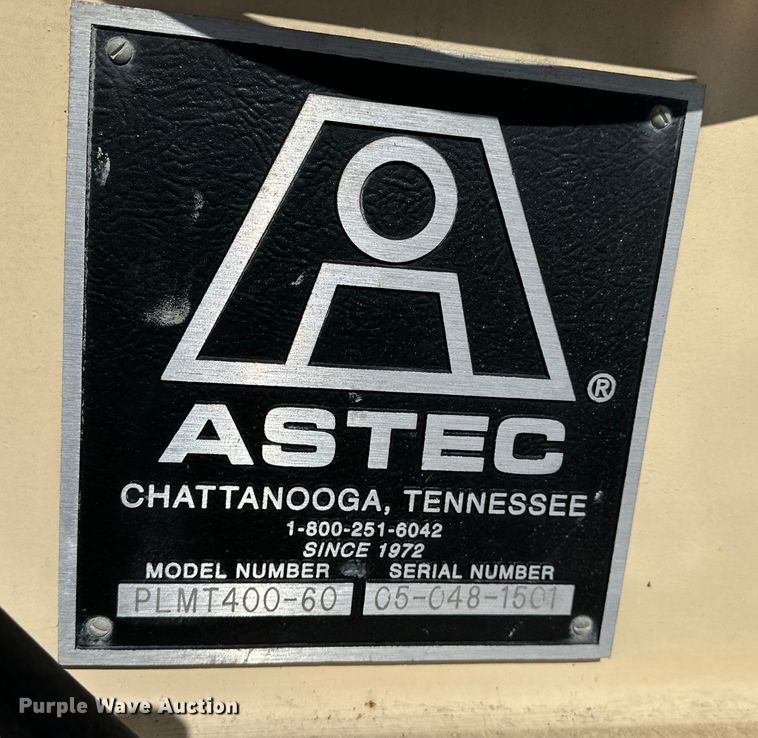 ®
ASTEC
CHATTANOOGA, TENNESSEE
1-800-251-6042
SINCE 1972
MODEL NUMBER SERIAL NUMBER
PLMT400-60 05-048-1501
Purple Wave Auction